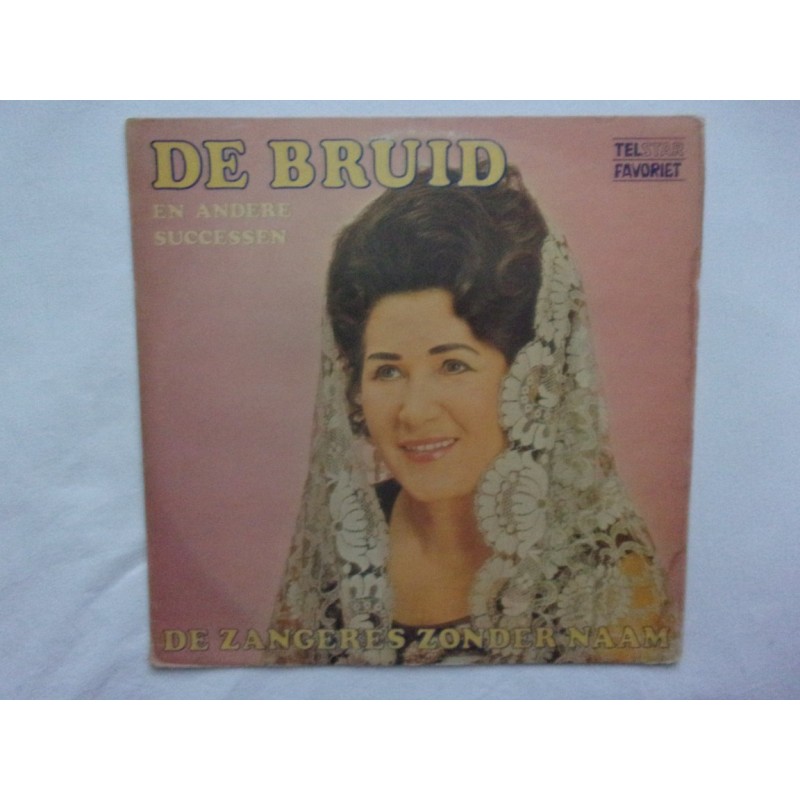 DE BRUID
EN ANDERE
SUCCESSEN
TELSTAR
FAVORIET
DE ZANGERES ZONDER NAAM